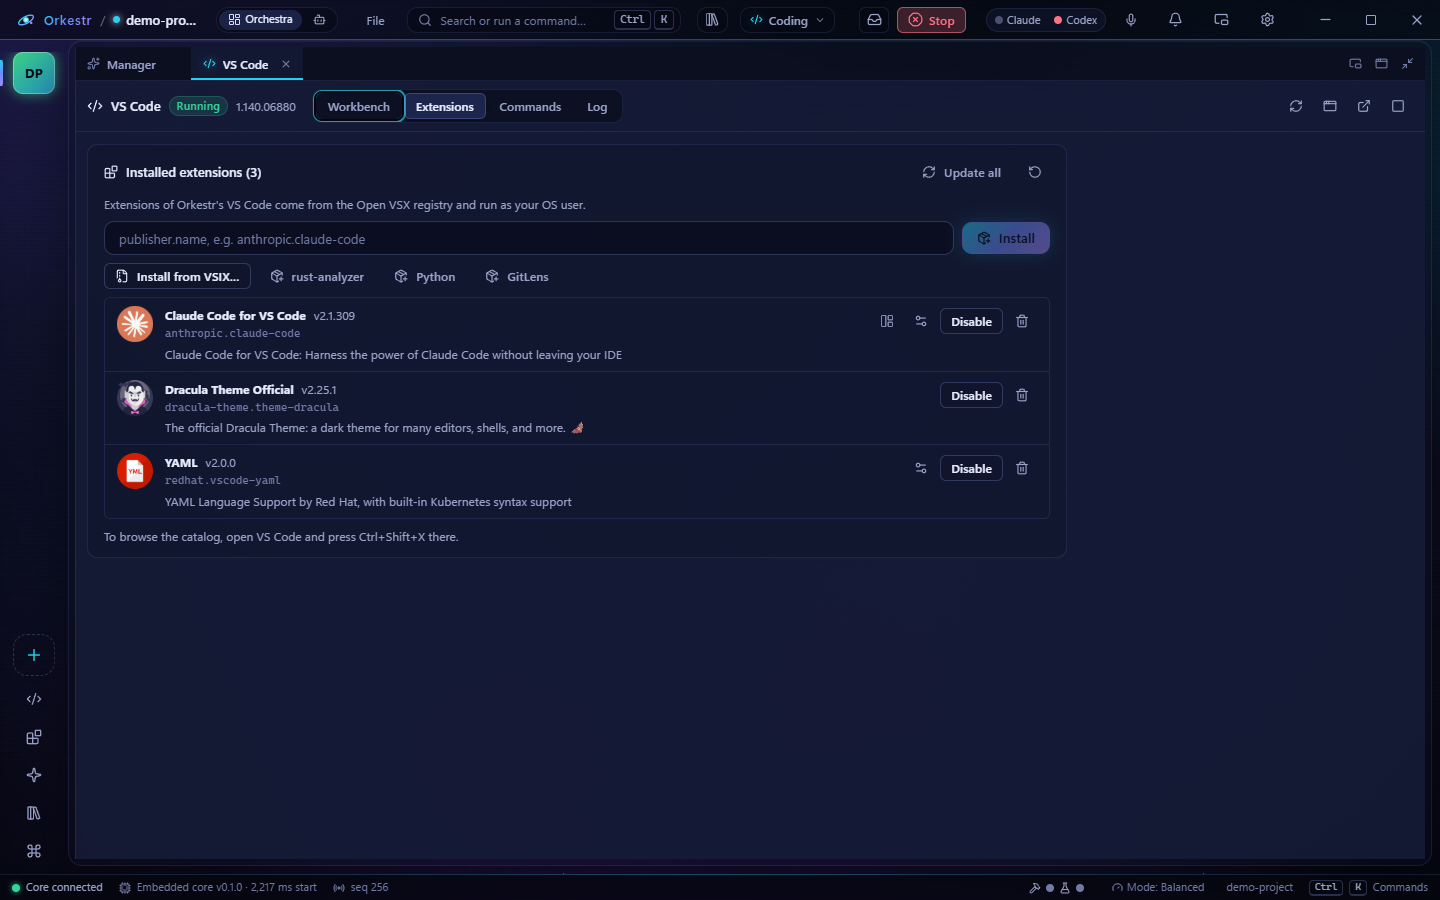 Orkestr / demo-pro... Orchestra File Search or run a command... Ctrl K Coding Stop Claude Codex
DP
Manager VS Code
VS Code Running 1.140.06880 Workbench Extensions Commands Log
Installed extensions (3) Update all
Extensions of Orkestr's VS Code come from the Open VSX registry and run as your OS user.
publisher.name, e.g. anthropic.claude-code Install
Install from VSIX... rust-analyzer Python GitLens
Claude Code for VS Code v2.1.309 Disable
anthropic.claude-code
Claude Code for VS Code: Harness the power of Claude Code without leaving your IDE
Dracula Theme Official v2.25.1 Disable
dracula-theme.theme-dracula
The official Dracula Theme: a dark theme for many editors, shells, and more.
YML YAML v2.0.0 Disable
redhat.vscode-yaml
YAML Language Support by Red Hat, with built-in Kubernetes syntax support
To browse the catalog, open VS Code and press Ctrl+Shift+X there.
Core connected Embedded core v0.1.0 · 2,217 ms start seq 256 Mode: Balanced demo-project Ctrl K Commands